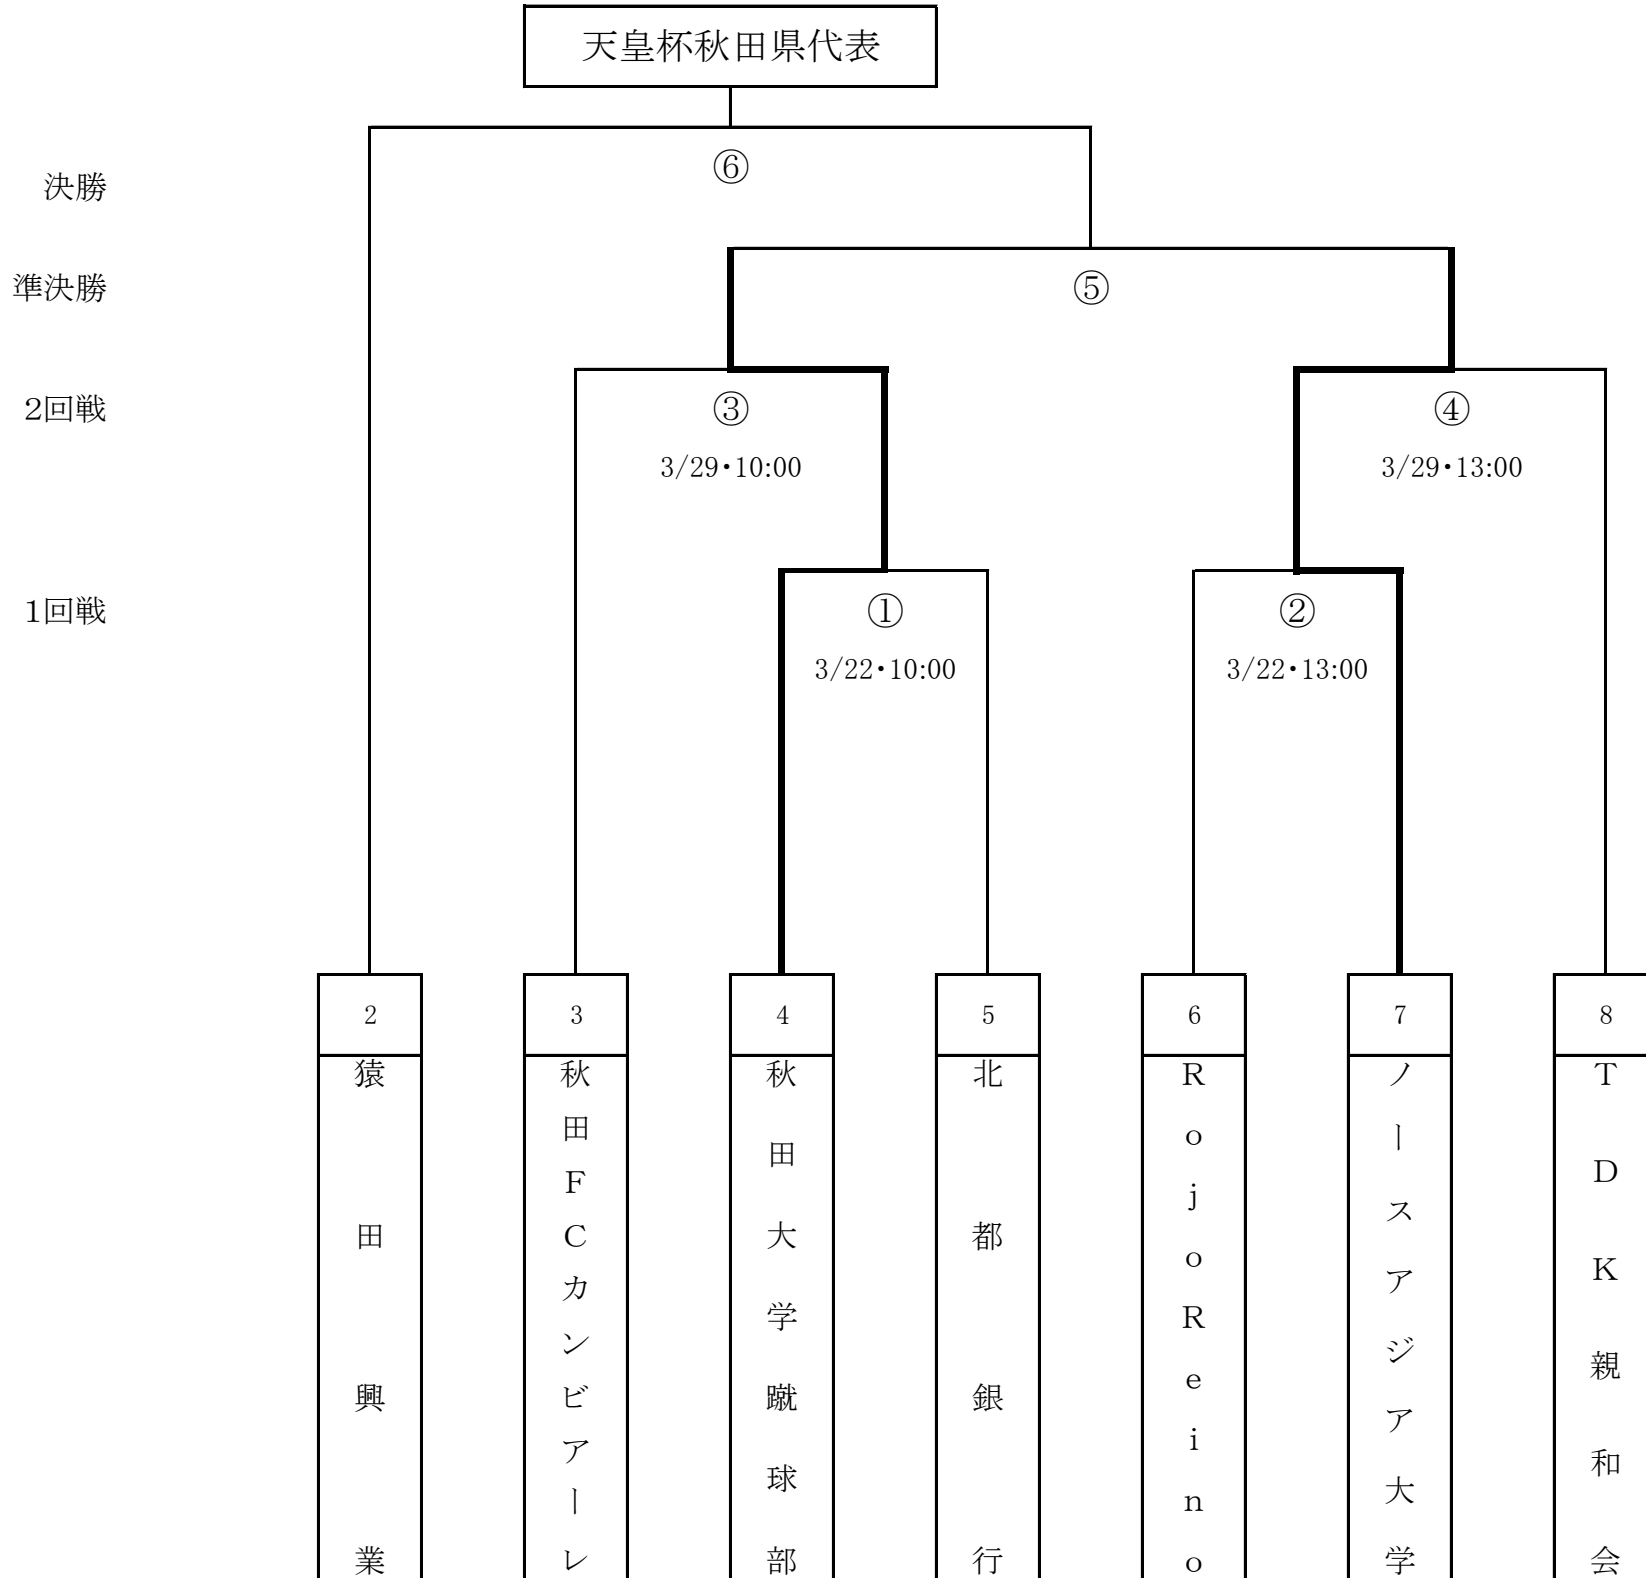 天皇杯秋田県代表
決勝
⑥
準決勝
⑤
2回戦
③
④
3/29・10:00
3/29・13:00
1回戦
①
②
3/22・10:00
3/22・13:00
2
3
4
5
6
7
8
猿田興業
秋田FCカンビアーレ
秋田大学蹴球部
北都銀行
RojoReino
ノースアジア大学
TDK親和会